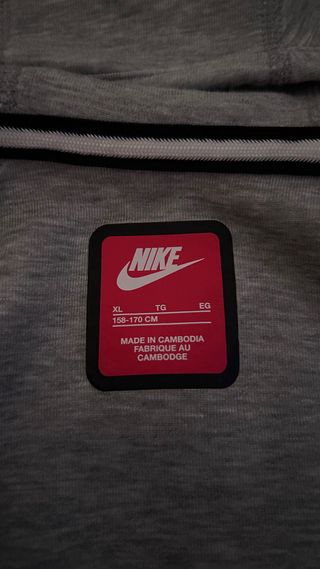 NIKE
XL TG EG
158-170 CM
MADE IN CAMBODIA
FABRIQUE AU
CAMBODGE